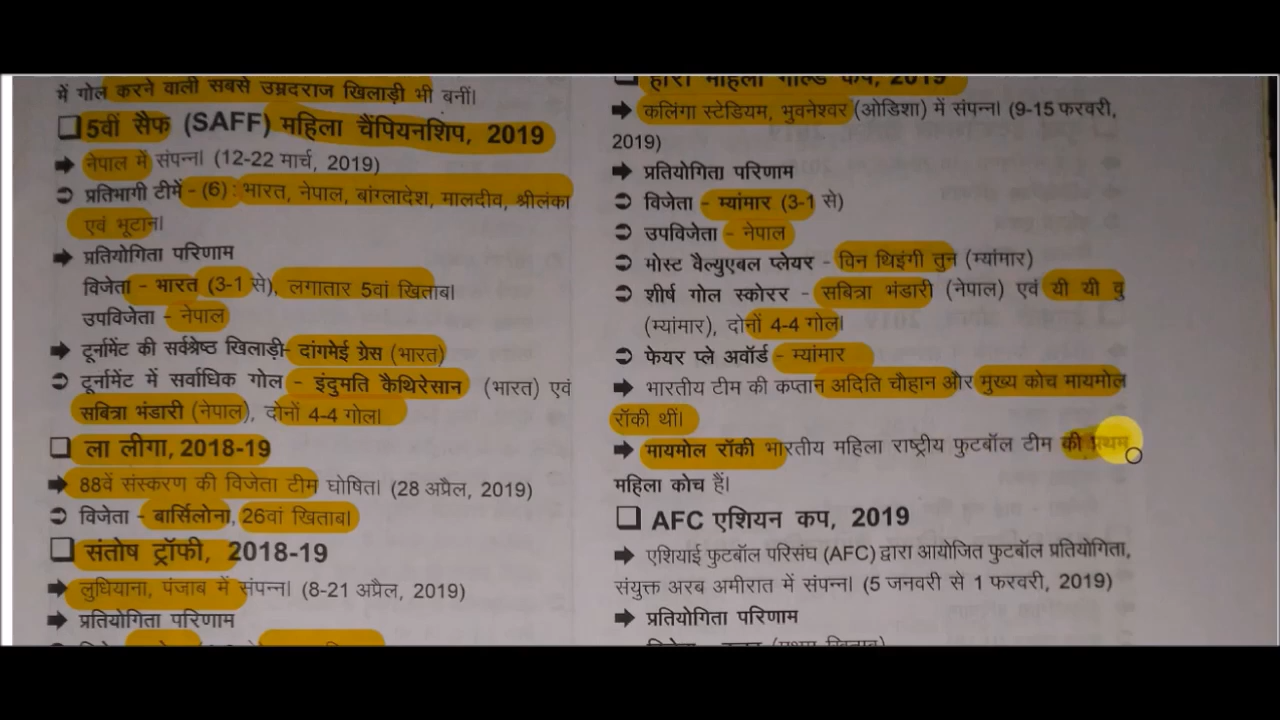 में गोल करने वाली सबसे उम्रदराज खिलाड़ी भी बनीं।
5वीं सैफ (SAFF) महिला चैंपियनशिप, 2019
नेपाल में संपन्न। (12-22 मार्च, 2019)
प्रतिभागी टीमें - (6) : भारत, नेपाल, बांग्लादेश, मालदीव, श्रीलंका
एवं भूटान।
प्रतियोगिता परिणाम
विजेता - भारत (3-1 से), लगातार 5वां खिताब।
उपविजेता - नेपाल
टूर्नामेंट की सर्वश्रेष्ठ खिलाड़ी- दांगमेई ग्रेस (भारत)
टूर्नामेंट में सर्वाधिक गोल - इंदुमति कैथिरेसान (भारत) एवं
सबित्रा भंडारी (नेपाल), दोनों 4-4 गोल।
ला लीगा, 2018-19
88वें संस्करण की विजेता टीम घोषित। (28 अप्रैल, 2019)
विजेता - बार्सिलोना, 26वां खिताब।
संतोष ट्रॉफी, 2018-19
लुधियाना, पंजाब में संपन्न। (8-21 अप्रैल, 2019)
प्रतियोगिता परिणाम
हीरो महिला गोल्ड कप, 2019
कलिंगा स्टेडियम, भुवनेश्वर (ओडिशा) में संपन्न। (9-15 फरवरी,
2019)
प्रतियोगिता परिणाम
विजेता - म्यांमार (3-1 से)
उपविजेता - नेपाल
मोस्ट वैल्युएबल प्लेयर - विन थिइंगी तुन (म्यांमार)
शीर्ष गोल स्कोरर - सबित्रा भंडारी (नेपाल) एवं यी यी वु
(म्यांमार), दोनों 4-4 गोल।
फेयर प्ले अवॉर्ड - म्यांमार
भारतीय टीम की कप्तान अदिति चौहान और मुख्य कोच मायमोल
रॉकी थीं।
मायमोल रॉकी भारतीय महिला राष्ट्रीय फुटबॉल टीम की प्रथम
महिला कोच हैं।
AFC एशियन कप, 2019
एशियाई फुटबॉल परिसंघ (AFC) द्वारा आयोजित फुटबॉल प्रतियोगिता,
संयुक्त अरब अमीरात में संपन्न। (5 जनवरी से 1 फरवरी, 2019)
प्रतियोगिता परिणाम